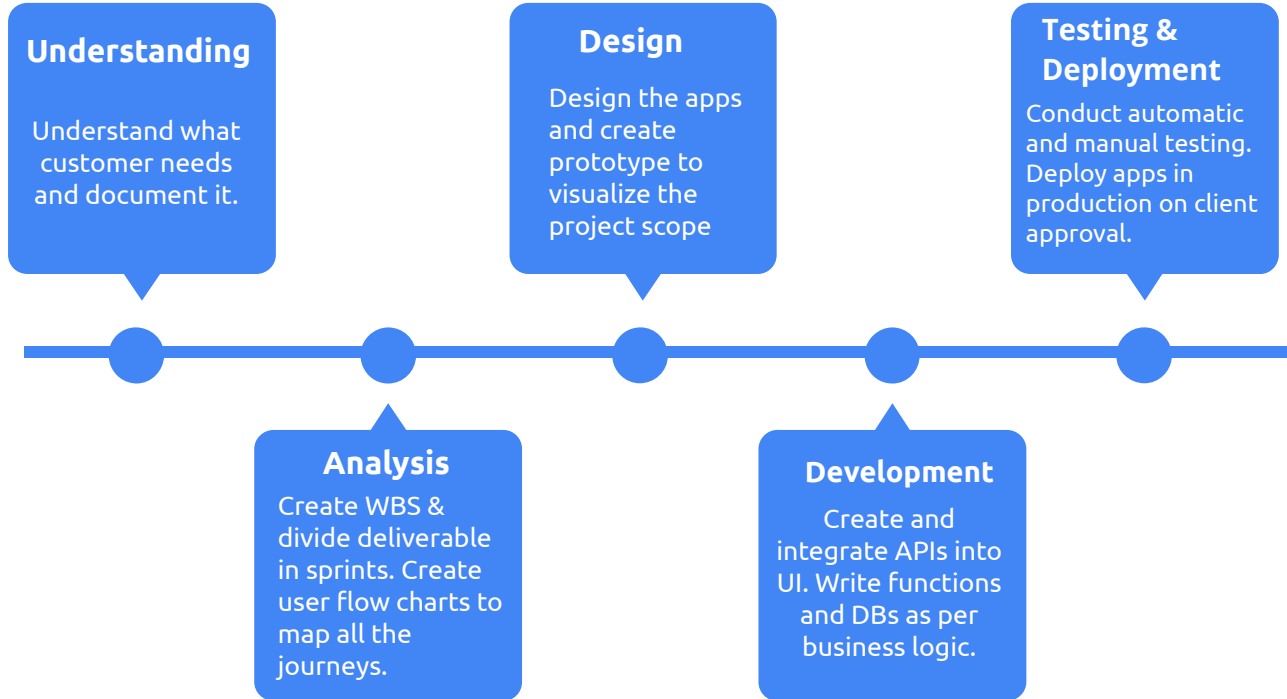 Understanding
Understand what
customer needs
and document it.
Analysis
Create WBS &
divide deliverable
in sprints. Create
user flow charts to
map all the
journeys.
Design
Design the apps
and create
prototype to
visualize the
project scope
Development
Create and
integrate APIs into
UI. Write functions
and DBs as per
business logic.
Testing &
Deployment
Conduct automatic
and manual testing.
Deploy apps in
production on client
approval.